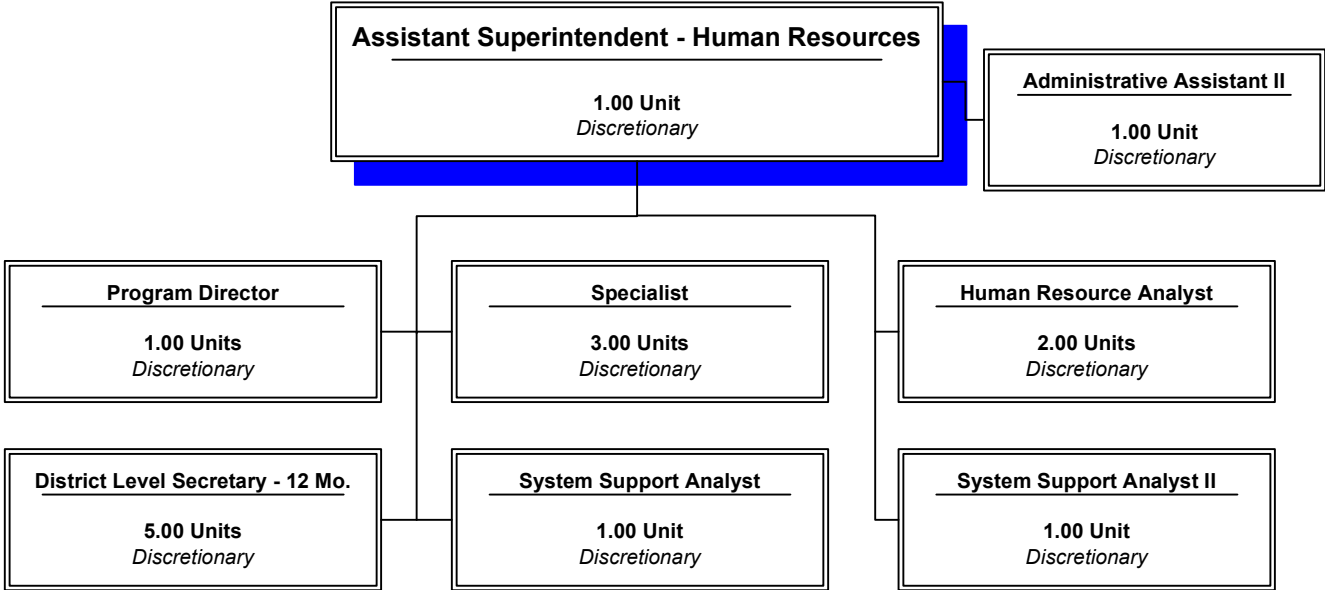 Assistant Superintendent - Human Resources
1.00 Unit
Discretionary
Administrative Assistant II
1.00 Unit
Discretionary
Program Director
1.00 Units
Discretionary
Specialist
3.00 Units
Discretionary
Human Resource Analyst
2.00 Units
Discretionary
District Level Secretary - 12 Mo.
5.00 Units
Discretionary
System Support Analyst
1.00 Unit
Discretionary
System Support Analyst II
1.00 Unit
Discretionary